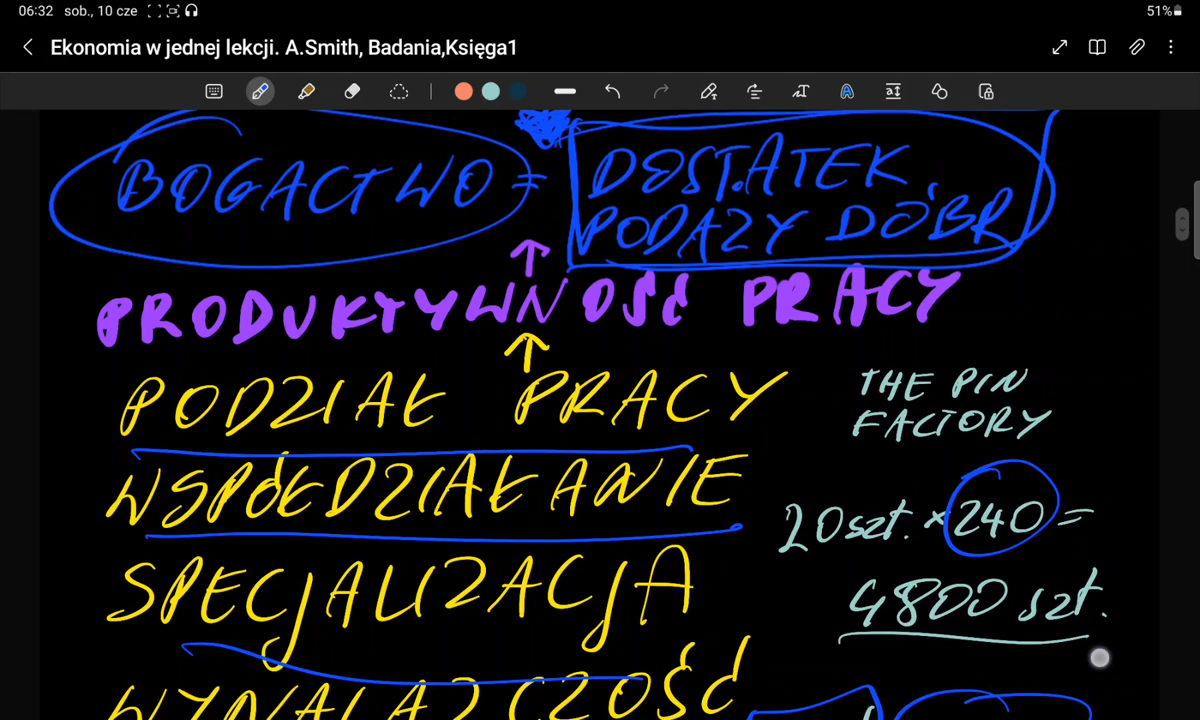 06:32 sob., 10 cze
51%
Ekonomia w jednej lekcji. A.Smith, Badania,Księga1
BOGACTWO =
DOSTATEK,
PODAŻY DÓBR
PRODUKTYWNOŚĆ PRACY
PODZIAŁ PRACY
THE PIN
FACTORY
WSPÓŁDZIAŁANIE
20szt. × 240 =
SPECJALIZACJA
4800 szt.
WYNALAZCZOŚĆ